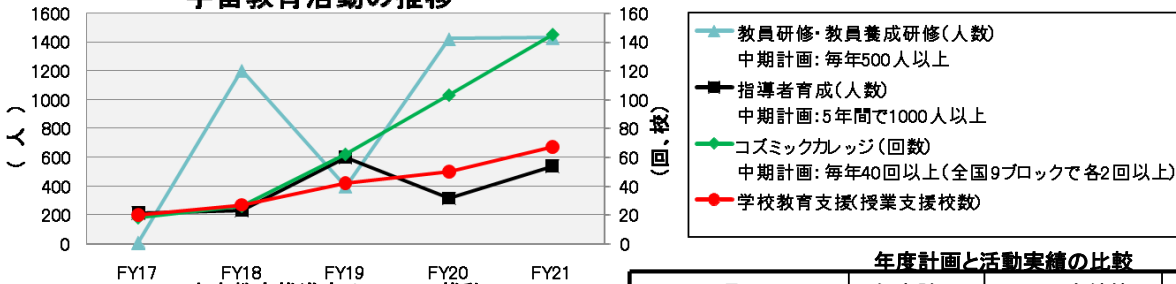 宇宙教育活動の推移
1600
1400
1200
1000
800
600
400
200
0
(人)
160
140
120
100
80
60
40
20
0
(回、校)
FY17 FY18 FY19 FY20 FY21
教員研修・教員養成研修(人数)
中期計画:毎年500人以上
指導者育成(人数)
中期計画:5年間で1000人以上
コズミックカレッジ(回数)
中期計画:毎年40回以上(全国9ブロックで各2回以上)
学校教育支援(授業支援校数)
年度計画と活動実績の比較